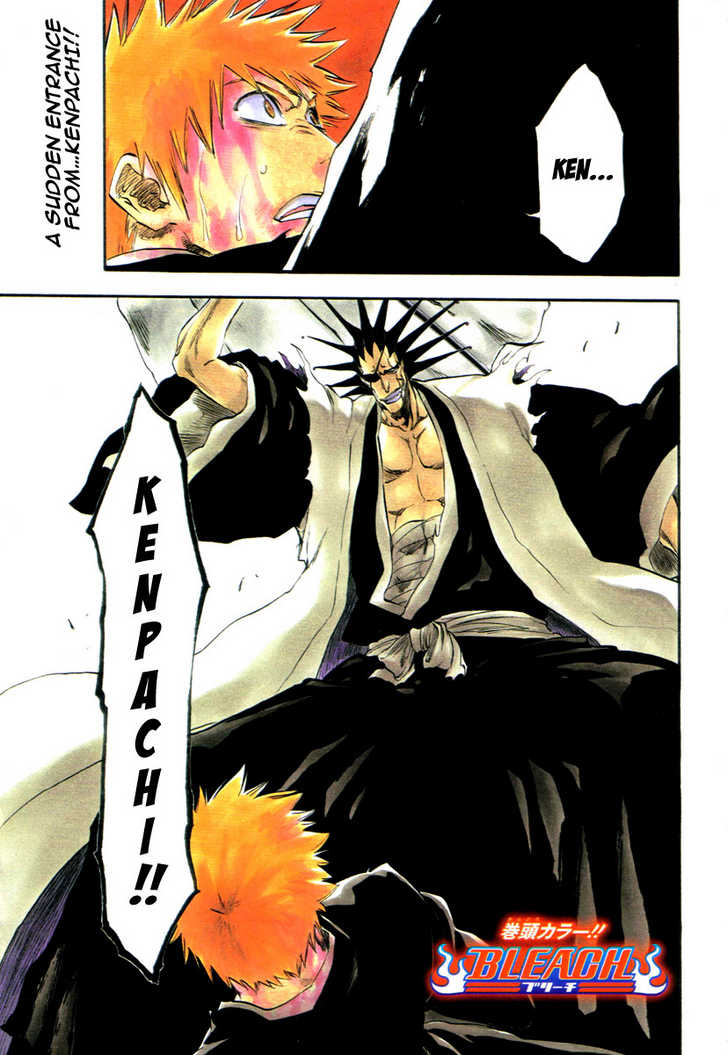 A SUDDEN ENTRANCE
FROM...KENPACHI!!
KEN...
KENPACHI!!
巻頭カラー!!
BLEACH
ブリーチ